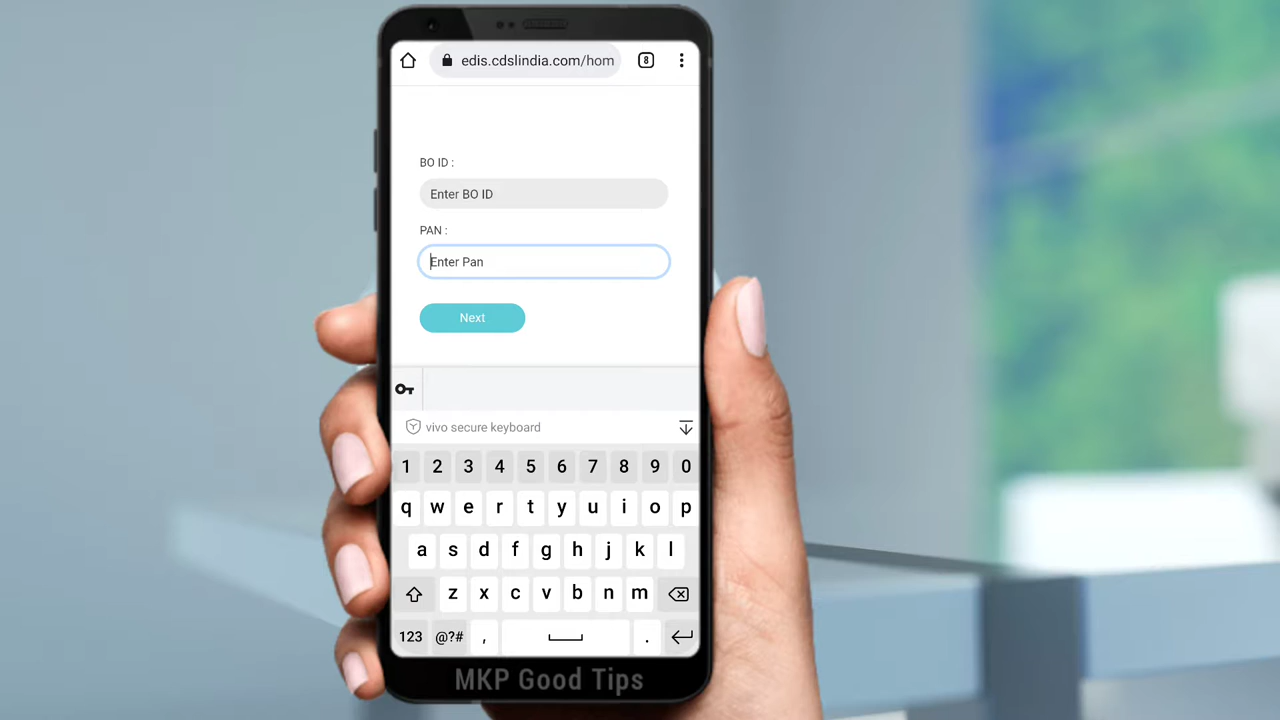 edis.cdslindia.com/hom
8
BO ID :
Enter BO ID
PAN :
Enter Pan
Next
vivo secure keyboard
1 2 3 4 5 6 7 8 9 0
q w e r t y u i o p
a s d f g h j k l
z x c v b n m
123 @?# , .
MKP Good Tips